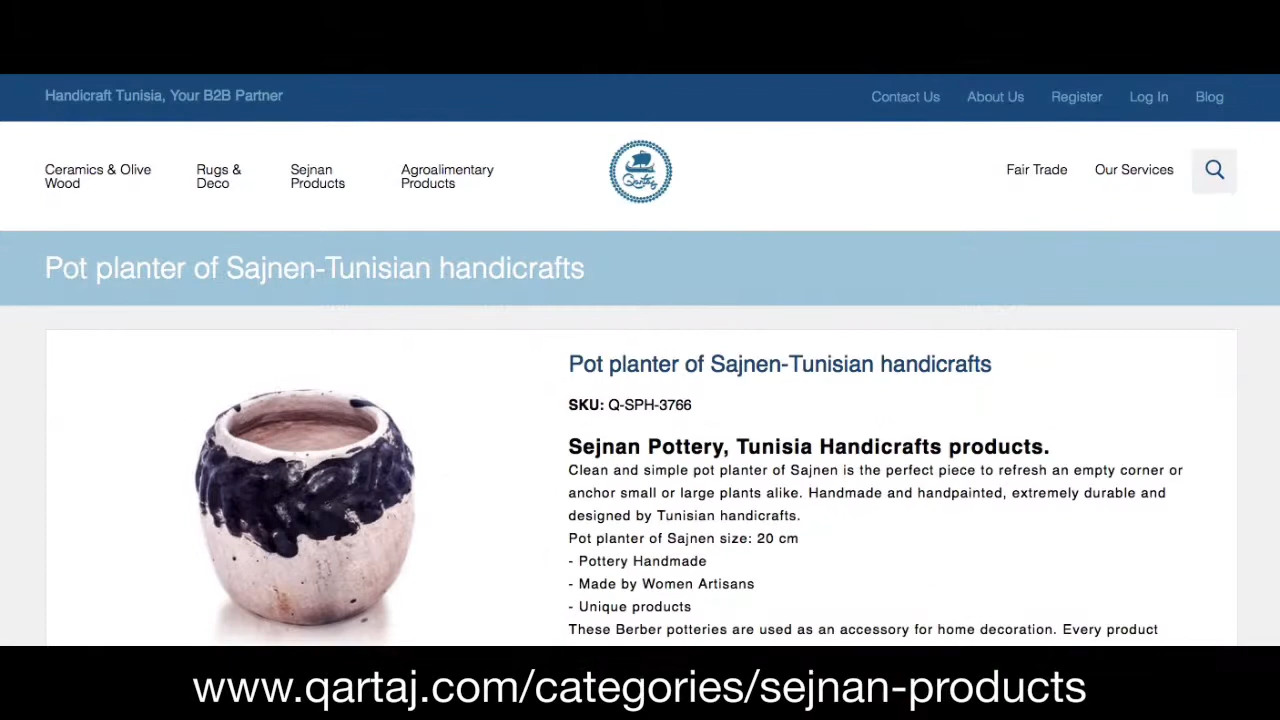 Handicraft Tunisia, Your B2B Partner
Contact Us About Us Register Log In Blog
Ceramics & Olive Wood
Rugs & Deco
Sejnan Products
Agroalimentary Products
Qartaj
Fair Trade Our Services
Pot planter of Sajnen-Tunisian handicrafts
Pot planter of Sajnen-Tunisian handicrafts
SKU: Q-SPH-3766
Sejnan Pottery, Tunisia Handicrafts products.
Clean and simple pot planter of Sajnen is the perfect piece to refresh an empty corner or
anchor small or large plants alike. Handmade and handpainted, extremely durable and
designed by Tunisian handicrafts.
Pot planter of Sajnen size: 20 cm
- Pottery Handmade
- Made by Women Artisans
- Unique products
These Berber potteries are used as an accessory for home decoration. Every product
www.qartaj.com/categories/sejnan-products